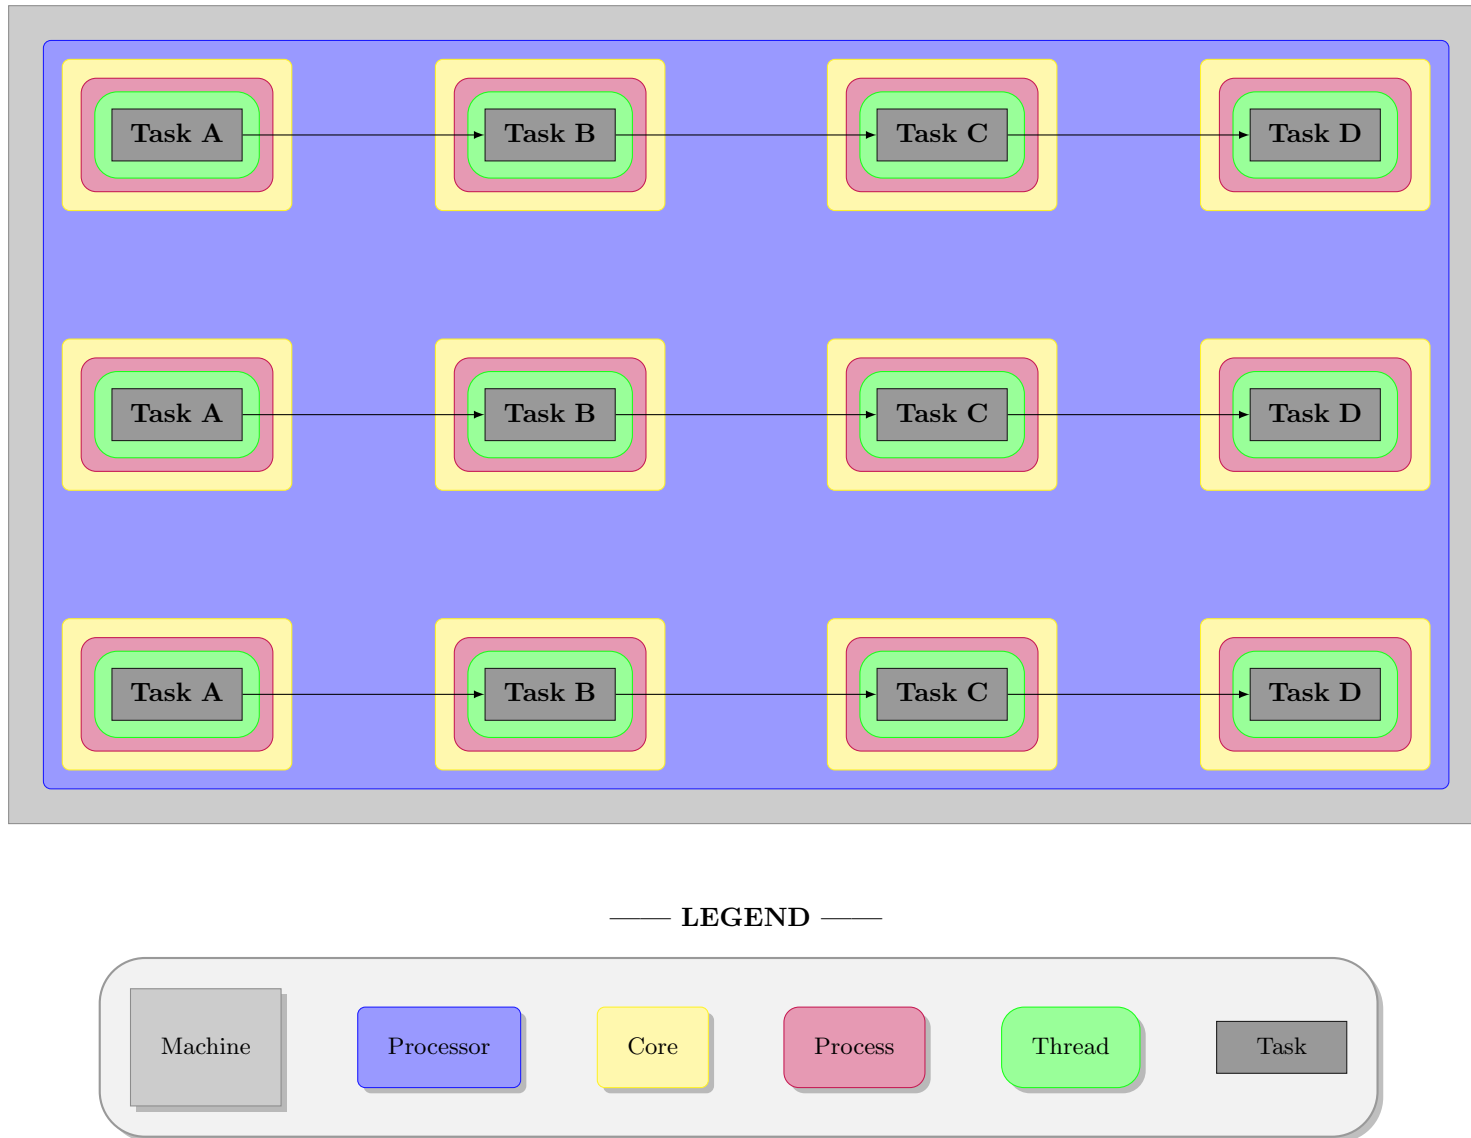 Task A Task B Task C Task D
Task A Task B Task C Task D
Task A Task B Task C Task D
LEGEND
Machine Processor Core Process Thread Task